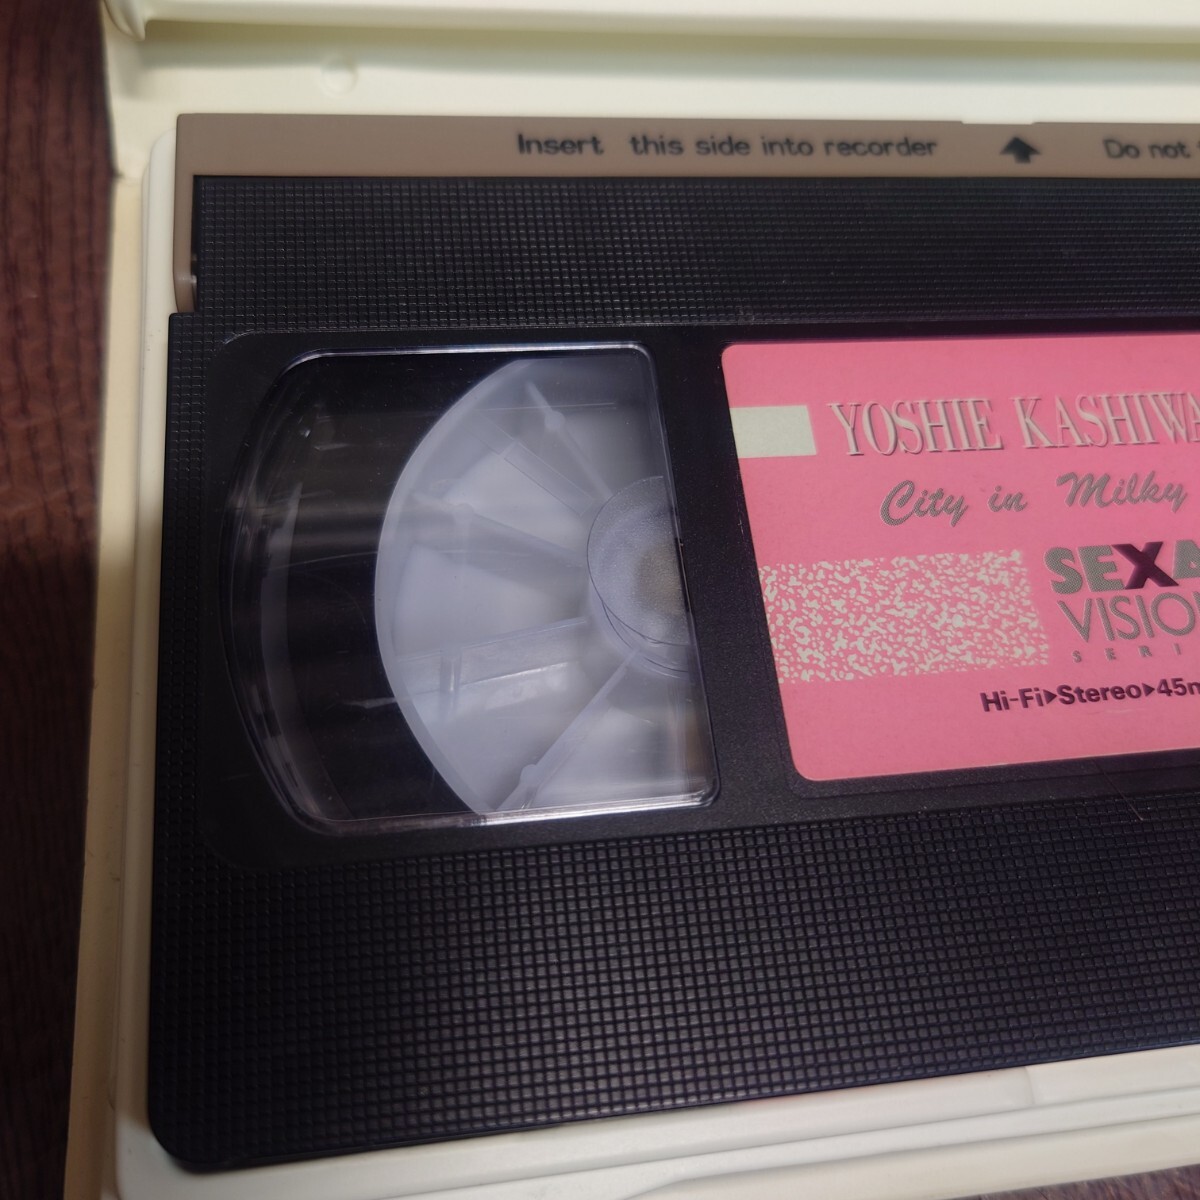 Insert this side into recorder Do not
YOSHIE KASHIWA
City in Milky
SEXA
VISION
SERI
Hi-Fi▶Stereo▶45m